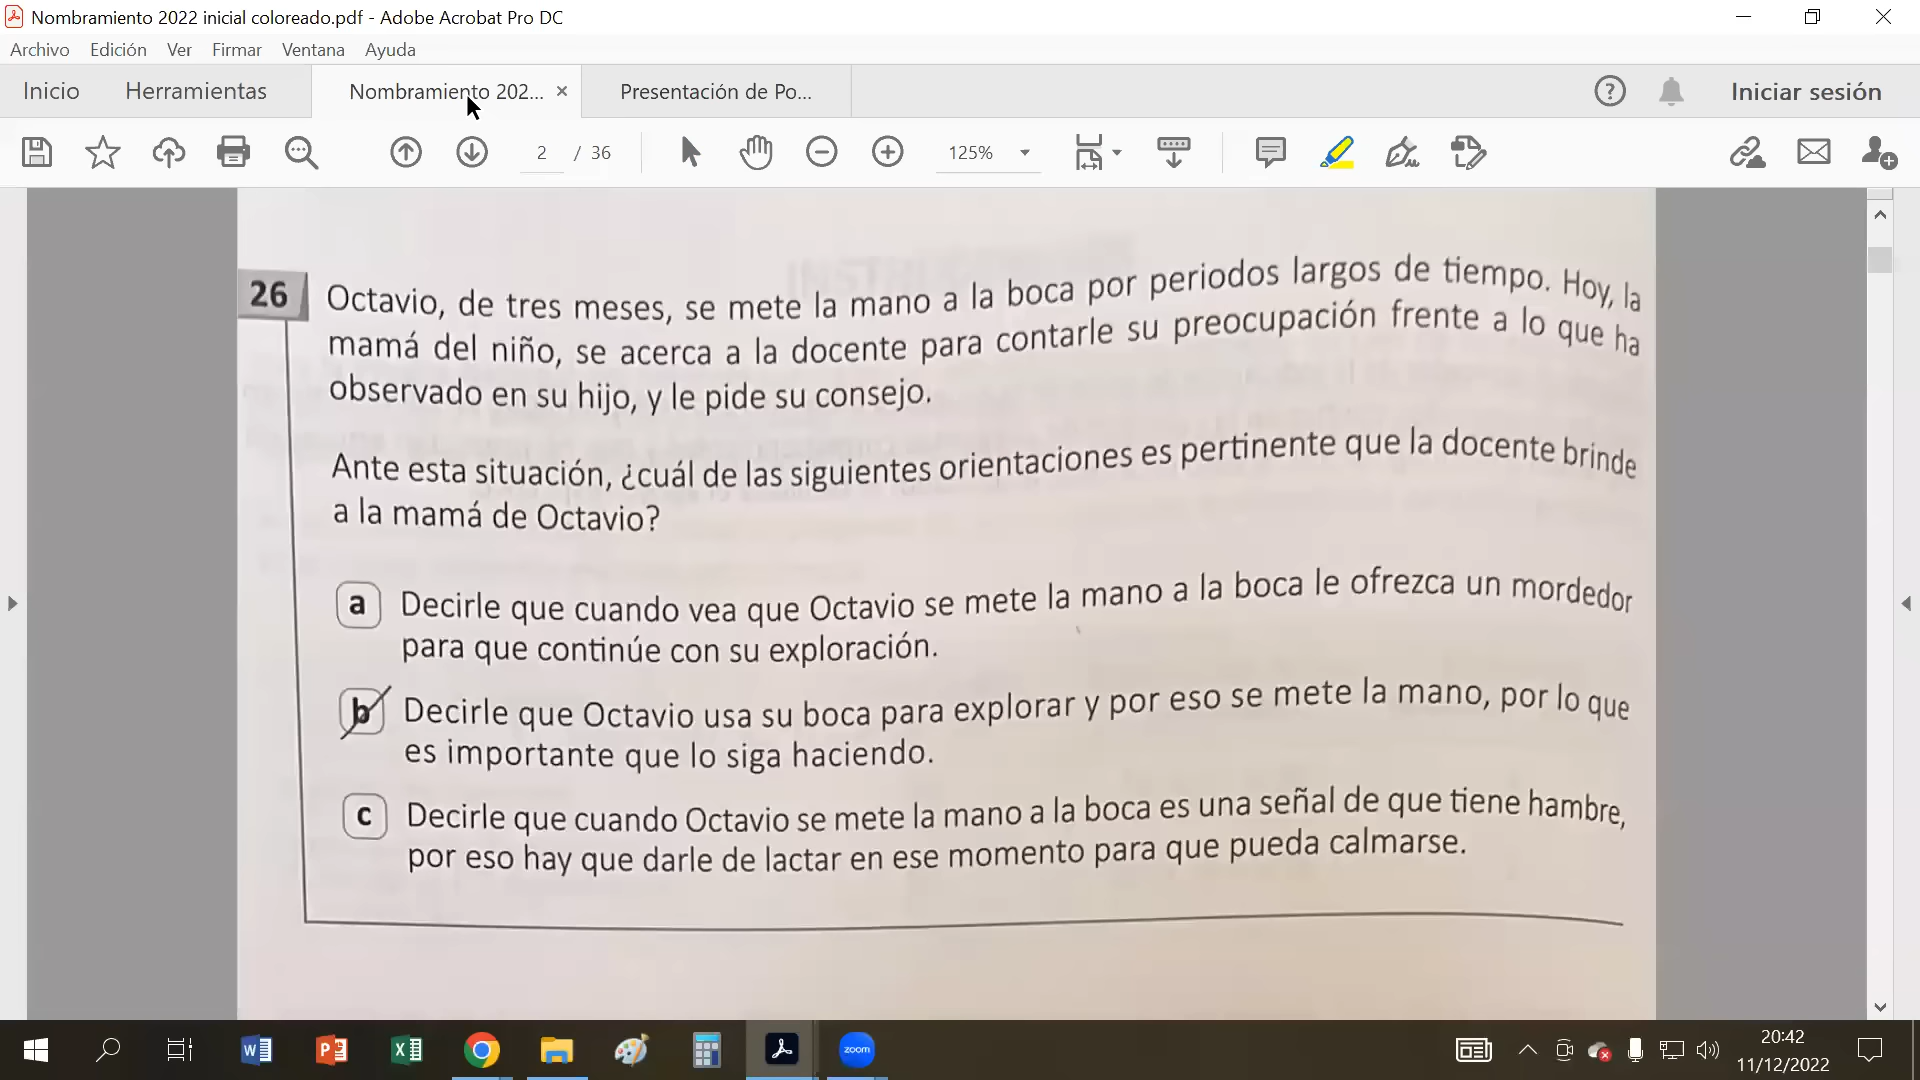 Nombramiento 2022 inicial coloreado.pdf - Adobe Acrobat Pro DC
Archivo Edición Ver Firmar Ventana Ayuda
Inicio Herramientas Nombramiento 202... × Presentación de Po... Iniciar sesión
2 / 36 125%
26 Octavio, de tres meses, se mete la mano a la boca por periodos largos de tiempo. Hoy, la
mamá del niño, se acerca a la docente para contarle su preocupación frente a lo que ha
observado en su hijo, y le pide su consejo.
Ante esta situación, ¿cuál de las siguientes orientaciones es pertinente que la docente brinde
a la mamá de Octavio?
a Decirle que cuando vea que Octavio se mete la mano a la boca le ofrezca un mordedor
para que continúe con su exploración.
b Decirle que Octavio usa su boca para explorar y por eso se mete la mano, por lo que
es importante que lo siga haciendo.
c Decirle que cuando Octavio se mete la mano a la boca es una señal de que tiene hambre,
por eso hay que darle de lactar en ese momento para que pueda calmarse.
zoom
20:42
11/12/2022